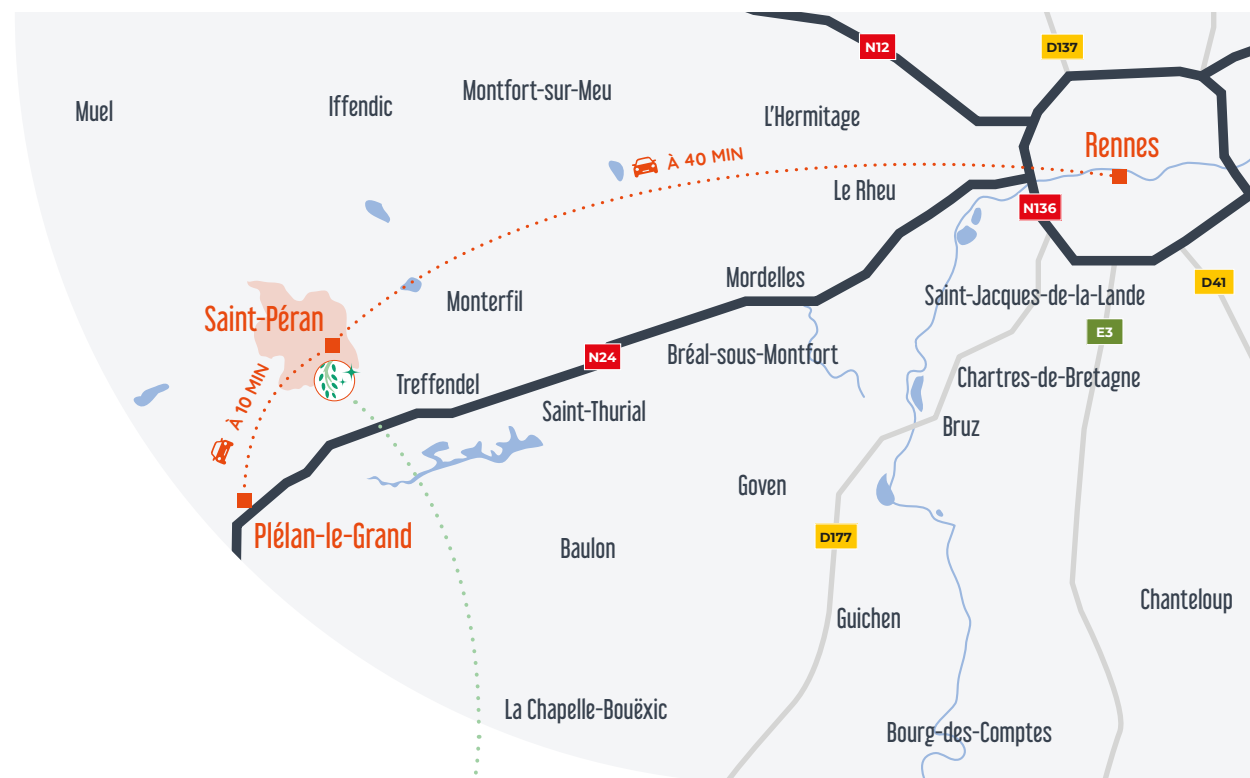 N12
D137
Montfort-sur-Meu
Iffendic
Muel
L'Hermitage
Rennes
À 40 MIN
Le Rheu
N136
Mordelles
D41
Saint-Jacques-de-la-Lande
Monterfil
Saint-Péran
E3
N24
Bréal-sous-Montfort
Chartres-de-Bretagne
Treffendel
À 10 MIN
Saint-Thurial
Bruz
Goven
Plélan-le-Grand
D177
Baulon
Chanteloup
Guichen
La Chapelle-Bouëxic
Bourg-des-Comptes